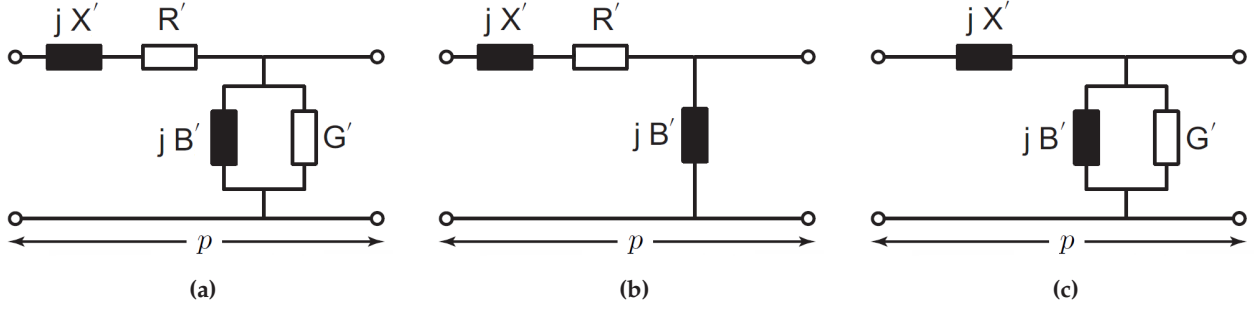 j X′ R′
j B′ G′
p
(a)
j X′ R′
j B′
p
(b)
j X′
j B′ G′
p
(c)